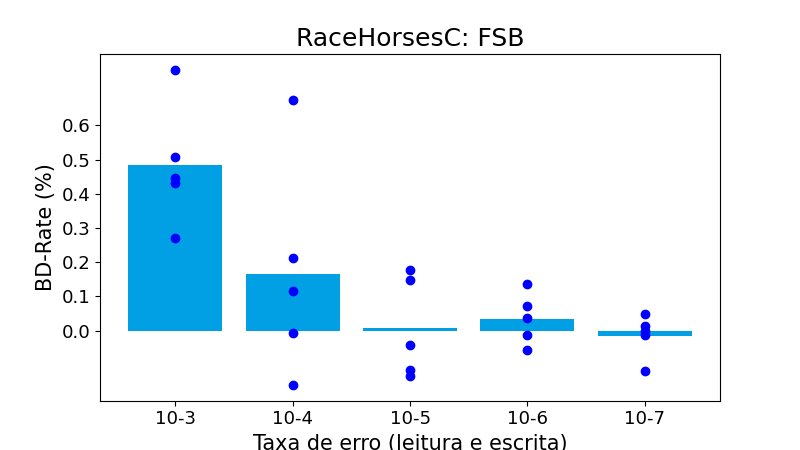 RaceHorsesC: FSB
BD-Rate (%)
0.6
0.5
0.4
0.3
0.2
0.1
0.0
10-3 10-4 10-5 10-6 10-7
Taxa de erro (leitura e escrita)